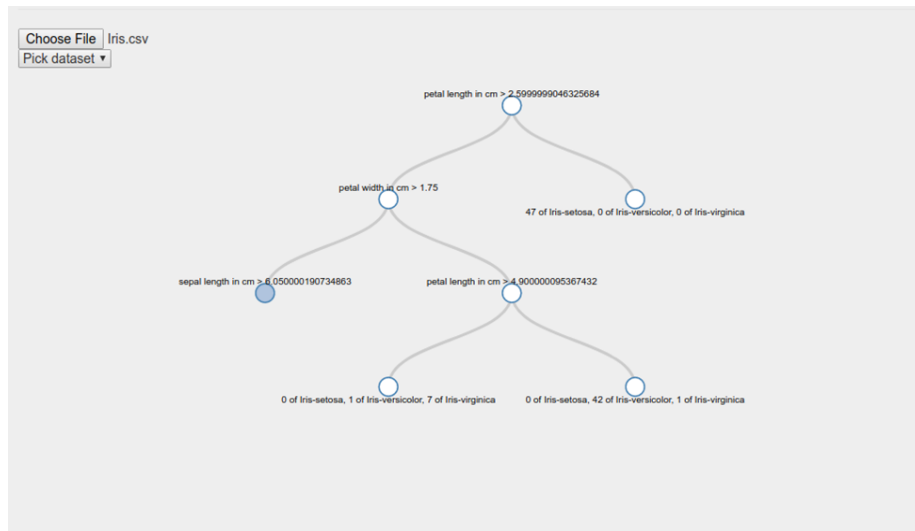 Choose File Iris.csv
Pick dataset
petal length in cm > 2.5999999046325684
petal width in cm > 1.75
47 of Iris-setosa, 0 of Iris-versicolor, 0 of Iris-virginica
sepal length in cm > 6.050000190734863
petal length in cm > 4.900000095367432
0 of Iris-setosa, 1 of Iris-versicolor, 7 of Iris-virginica
0 of Iris-setosa, 42 of Iris-versicolor, 1 of Iris-virginica